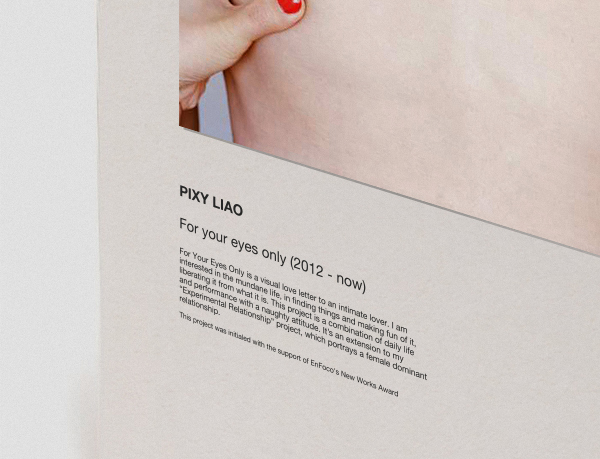 PIXY LIAO
For your eyes only (2012 - now)
For Your Eyes Only is a visual love letter to an intimate lover. I am
interested in the mundane life, in finding things and making fun of it,
liberating it from what it is. This project is a combination of daily life
and performance with a naughty attitude. It's an extension to my
"Experimental Relationship" project, which portrays a female dominant
relationship.
This project was initialed with the support of EnFoco's New Works Award